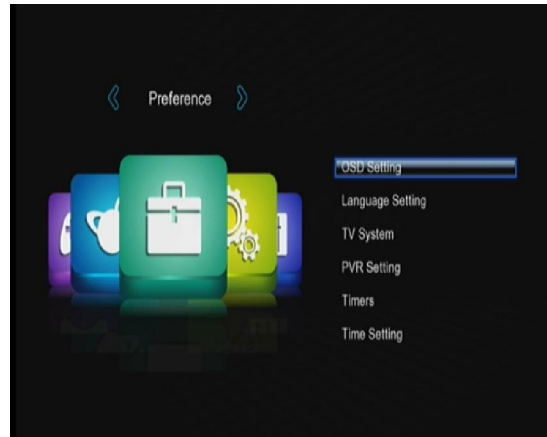 Preference
OSD Setting
Language Setting
TV System
PVR Setting
Timers
Time Setting